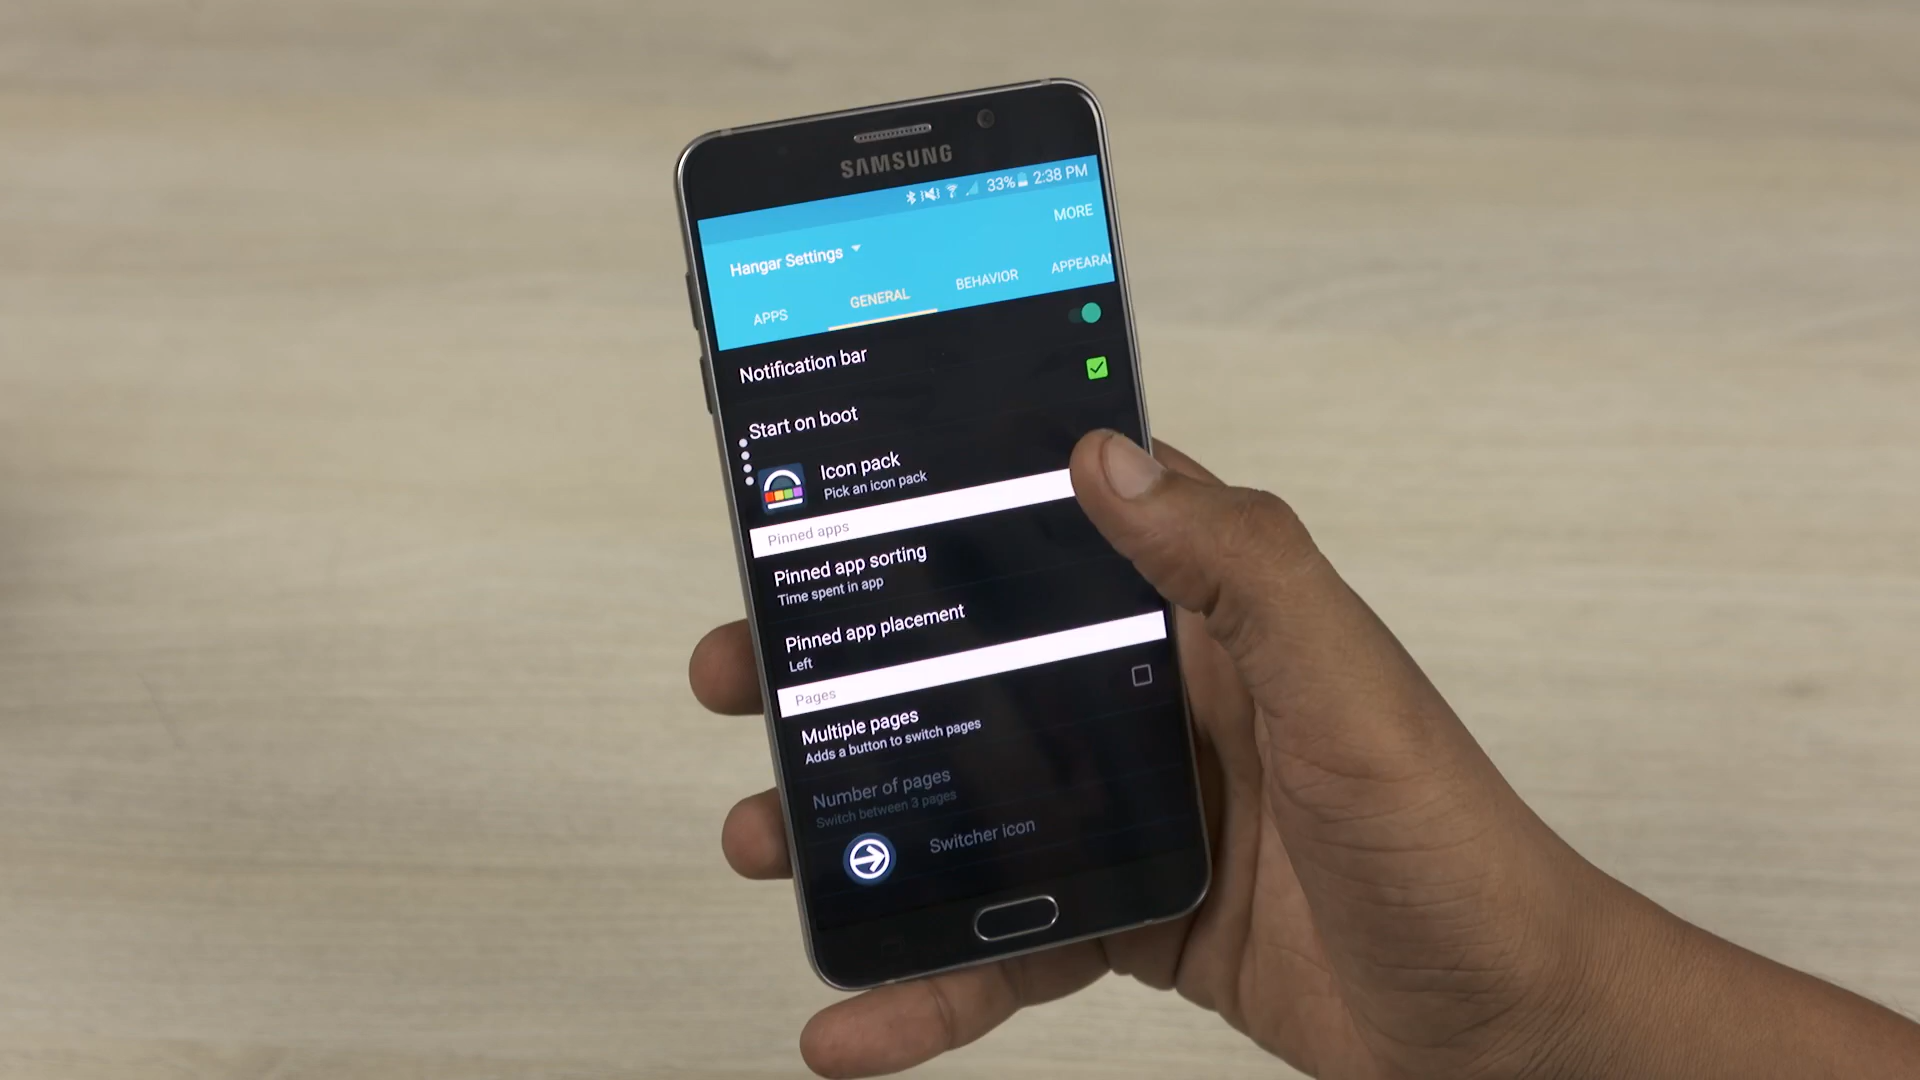 SAMSUNG
33% 2:38 PM
MORE
Hangar Settings
APPS GENERAL BEHAVIOR APPEARA
Notification bar
Start on boot
Icon pack
Pick an icon pack
Pinned apps
Pinned app sorting
Time spent in app
Pinned app placement
Left
Pages
Multiple pages
Adds a button to switch pages
Number of pages
Switch between 3 pages
Switcher icon